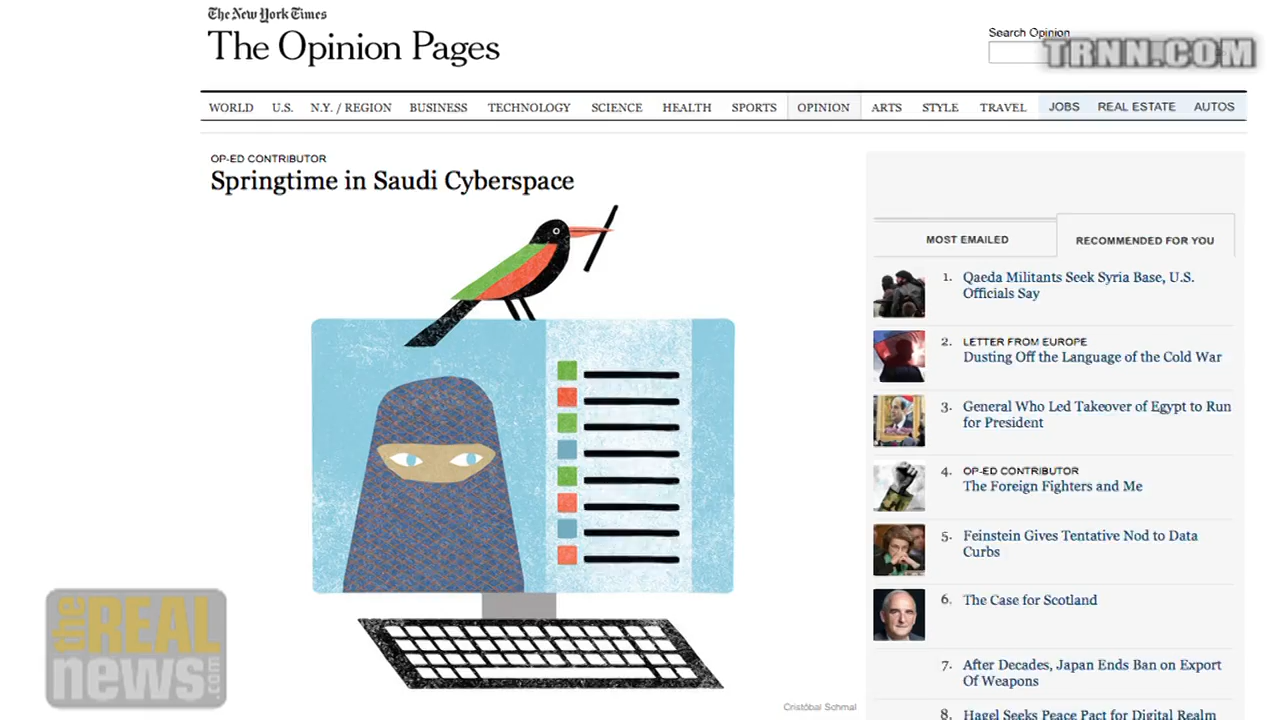 The New York Times
The Opinion Pages
Search Opinion
TRNN.COM
WORLD U.S. N.Y. / REGION BUSINESS TECHNOLOGY SCIENCE HEALTH SPORTS OPINION ARTS STYLE TRAVEL JOBS REAL ESTATE AUTOS
OP-ED CONTRIBUTOR
Springtime in Saudi Cyberspace
Cristóbal Schmal
MOST EMAILED
RECOMMENDED FOR YOU
1. Qaeda Militants Seek Syria Base, U.S.
Officials Say
2. LETTER FROM EUROPE
Dusting Off the Language of the Cold War
3. General Who Led Takeover of Egypt to Run
for President
4. OP-ED CONTRIBUTOR
The Foreign Fighters and Me
5. Feinstein Gives Tentative Nod to Data
Curbs
6. The Case for Scotland
7. After Decades, Japan Ends Ban on Export
Of Weapons
8. Hagel Seeks Peace Pact for Digital Realm
the
REAL
news.com